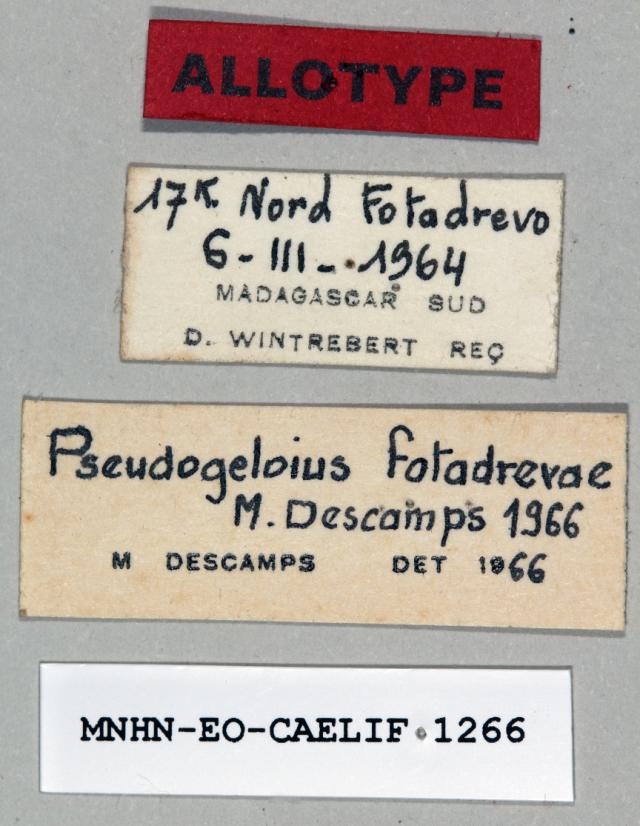 ALLOTYPE
17K Nord Fotadrevo
6-III-1964
MADAGASCAR SUD
D. WINTREBERT REÇ
Pseudogeloius fotadrevae
M. Descamps 1966
M DESCAMPS DET 1966
MNHN-EO-CAELIF 1266